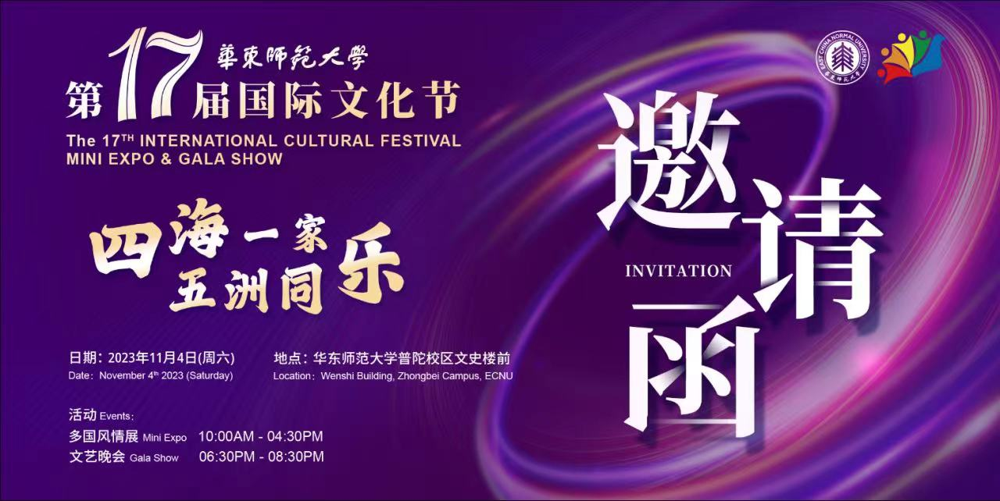 華東师范大學
第17届国际文化节
The 17TH INTERNATIONAL CULTURAL FESTIVAL
MINI EXPO & GALA SHOW
四海一家
五洲同乐
日期：2023年11月4日(周六)
Date：November 4th 2023 (Saturday)
地点：华东师范大学普陀校区文史楼前
Location：Wenshi Building, Zhongbei Campus, ECNU
活动 Events：
多国风情展 Mini Expo 10:00AM - 04:30PM
文艺晚会 Gala Show 06:30PM - 08:30PM
EAST CHINA NORMAL UNIVERSITY
華東师范大學
邀请函
INVITATION